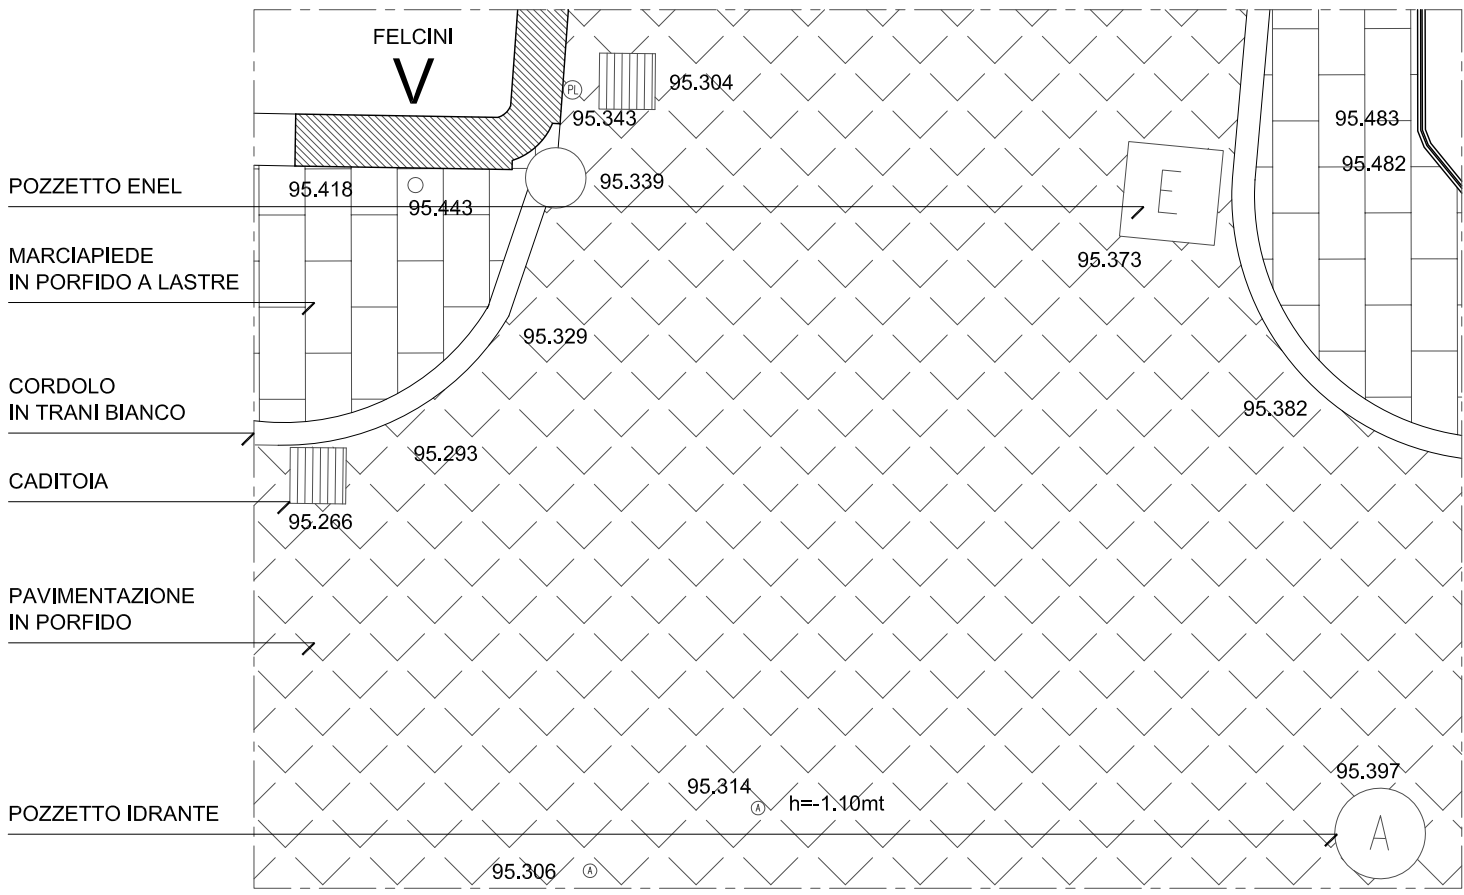 FELCINI
V
95.304
PL
95.343
95.483
95.482
POZZETTO ENEL
95.418
95.443
95.339
E
95.373
MARCIAPIEDE
IN PORFIDO A LASTRE
95.329
CORDOLO
IN TRANI BIANCO
95.382
95.293
CADITOIA
95.266
PAVIMENTAZIONE
IN PORFIDO
95.314
A
h=-1.10mt
95.397
POZZETTO IDRANTE
A
95.306
A